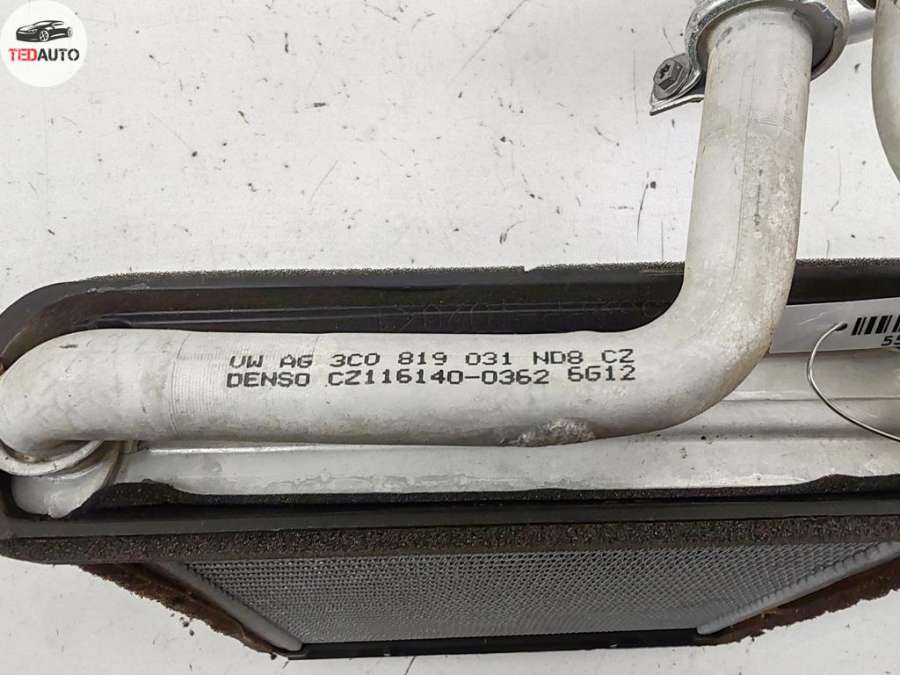 TEDAUTO
VW AG 3C0 819 031 ND8 CZ
DENSO CZ116140-0362 6G12